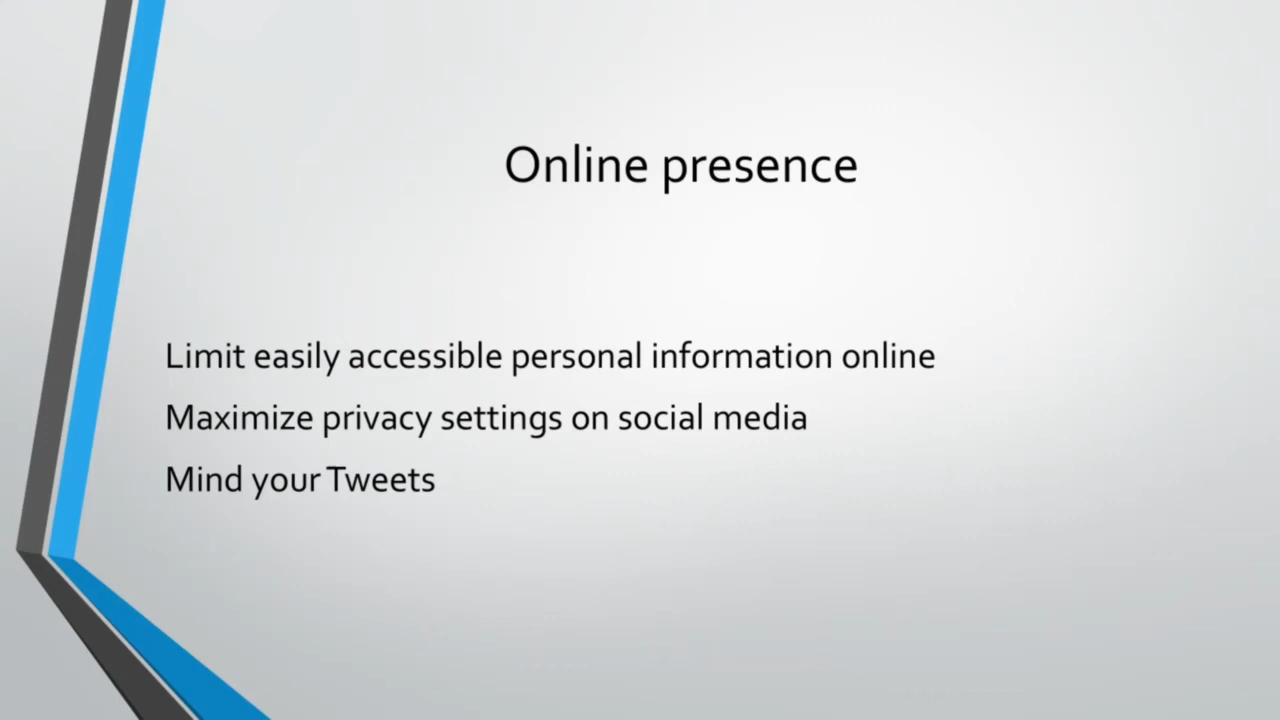 Online presence
Limit easily accessible personal information online
Maximize privacy settings on social media
Mind your Tweets